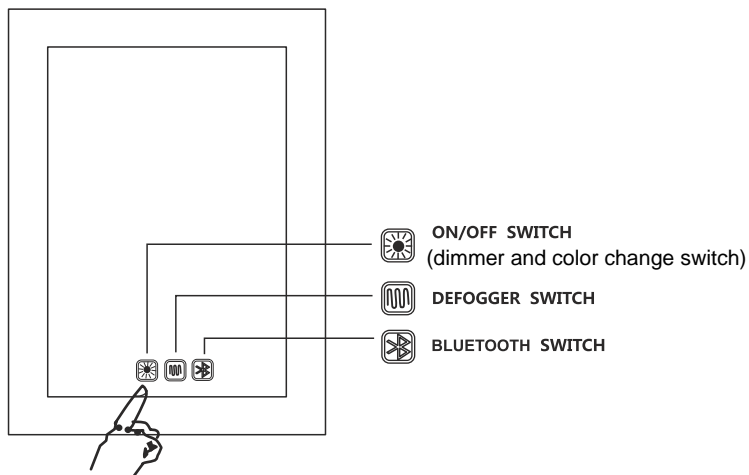 ON/OFF SWITCH
(dimmer and color change switch)
DEFOGGER SWITCH
BLUETOOTH SWITCH